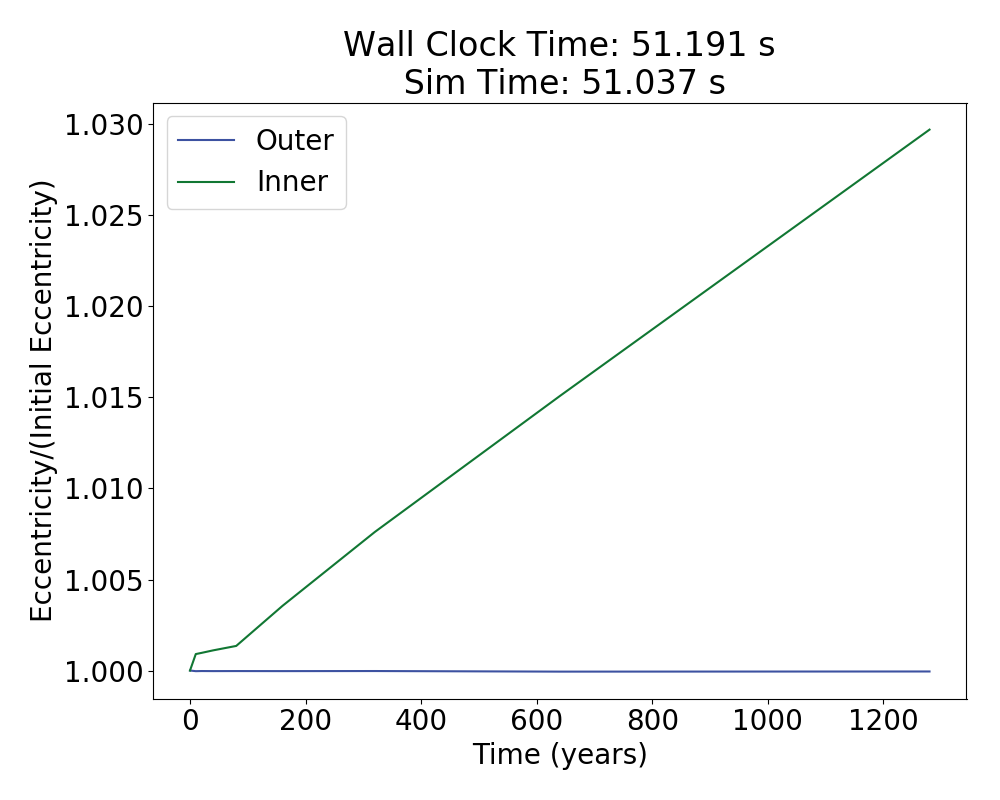 Wall Clock Time: 51.191 s
Sim Time: 51.037 s
Outer
Inner
Eccentricity/(Initial Eccentricity)
1.030
1.025
1.020
1.015
1.010
1.005
1.000
0 200 400 600 800 1000 1200
Time (years)